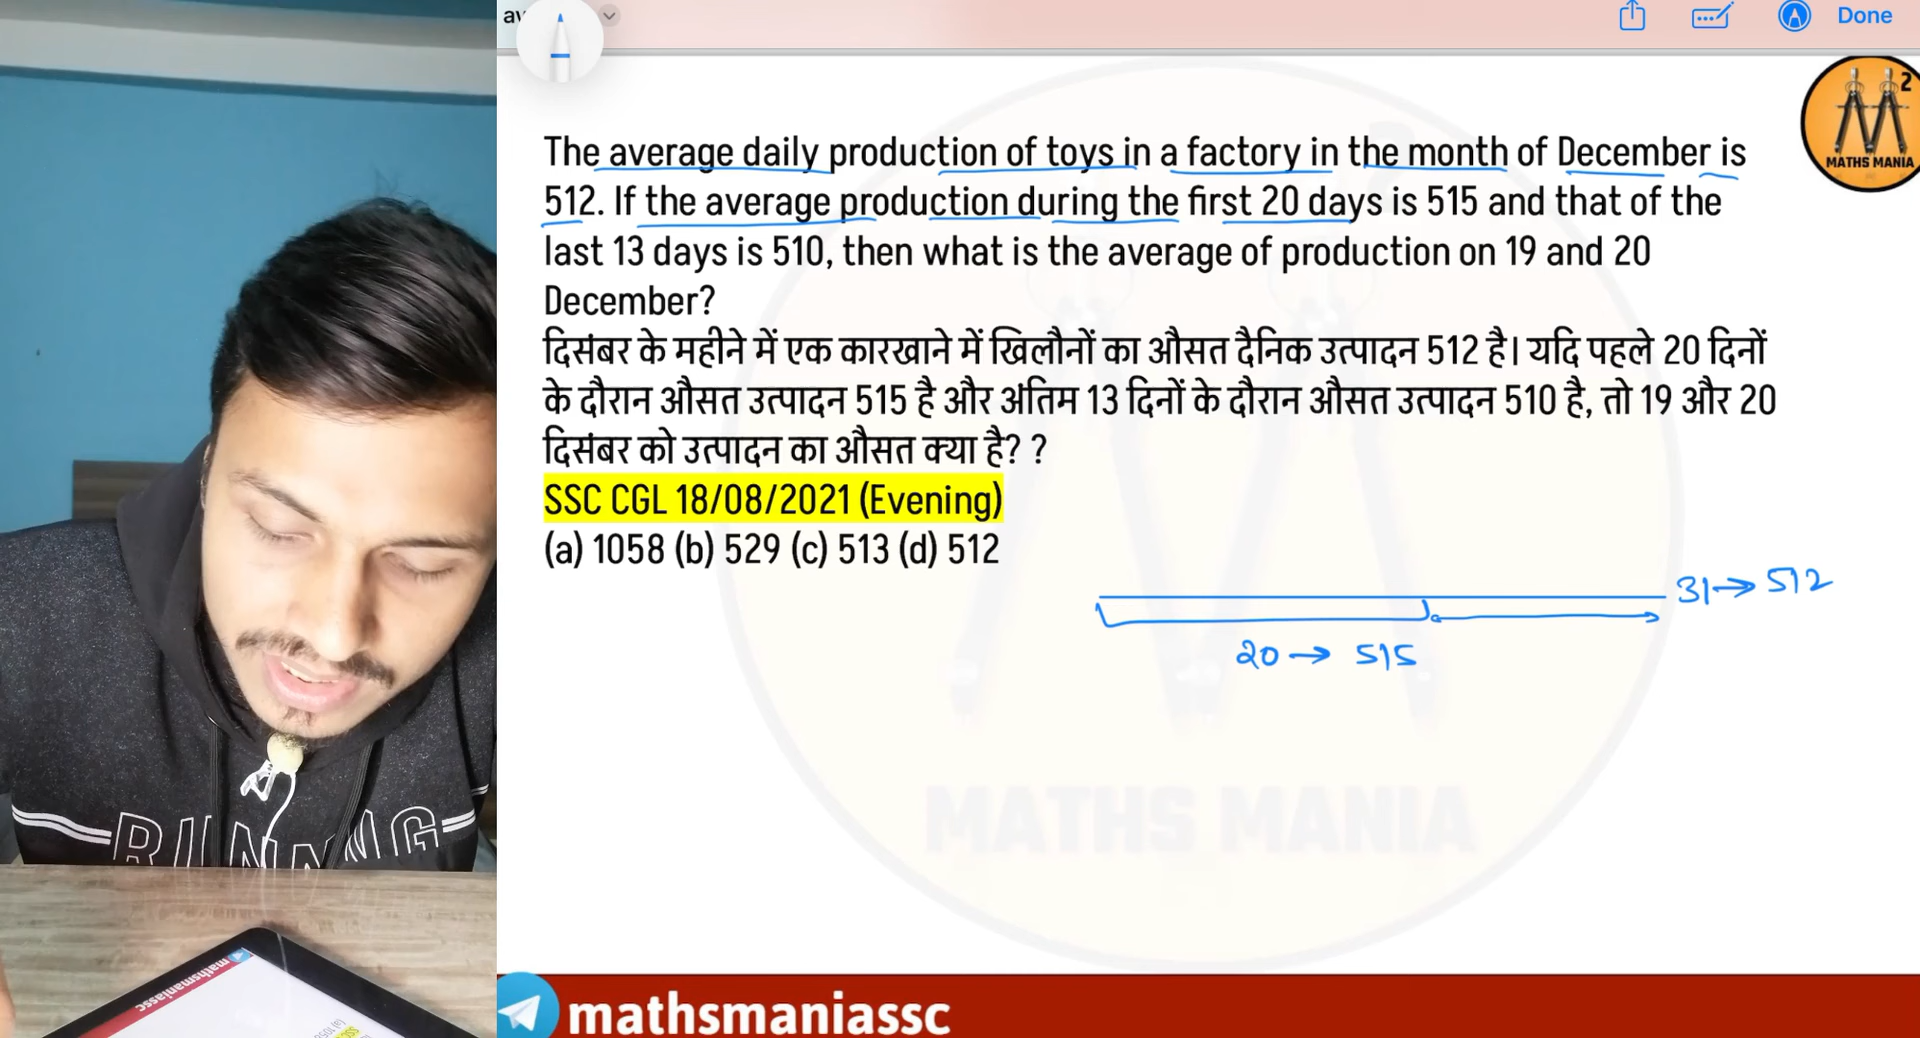 av
Done
2
MATHS MANIA
The average daily production of toys in a factory in the month of December is
512. If the average production during the first 20 days is 515 and that of the
last 13 days is 510, then what is the average of production on 19 and 20
December?
दिसंबर के महीने में एक कारखाने में खिलौनों का औसत दैनिक उत्पादन 512 है। यदि पहले 20 दिनों
के दौरान औसत उत्पादन 515 है और अंतिम 13 दिनों के दौरान औसत उत्पादन 510 है, तो 19 और 20
दिसंबर को उत्पादन का औसत क्या है? ?
SSC CGL 18/08/2021 (Evening)
(a) 1058 (b) 529 (c) 513 (d) 512
31→ 512
20 → 515
MATHS MANIA
RUNNING
mathsmaniassc
mathsmaniassc